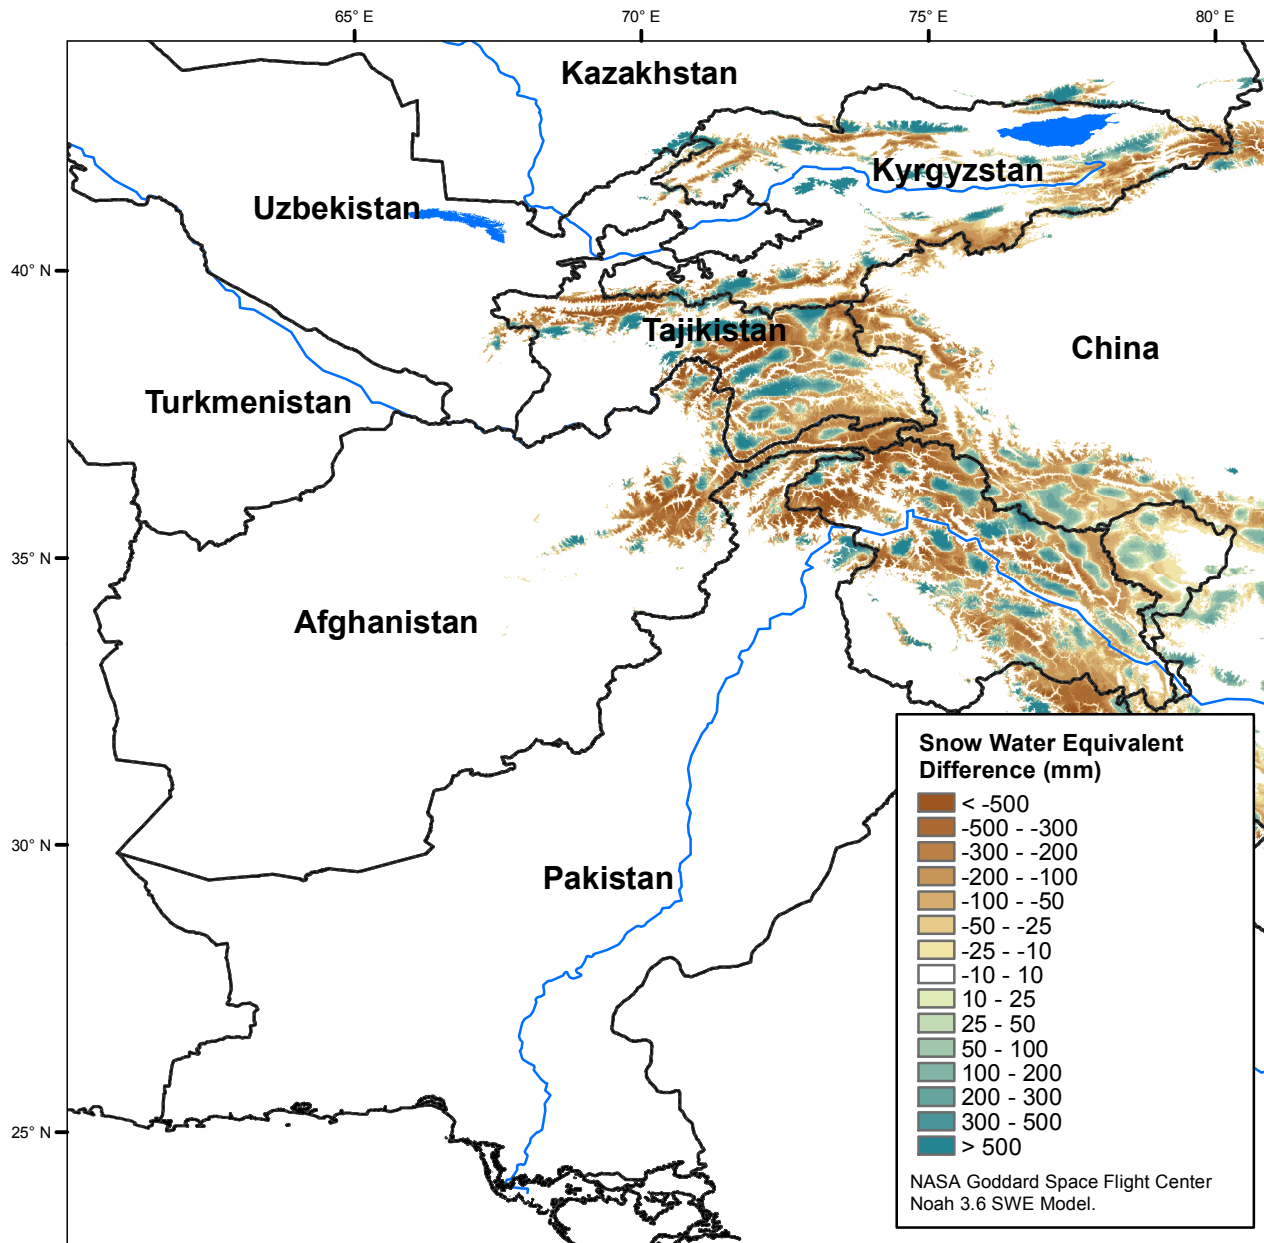 65° E
70° E
75° E
80° E
Kazakhstan
Kyrgyzstan
Uzbekistan
40° N
Tajikistan
China
Turkmenistan
35° N
Afghanistan
Snow Water Equivalent
Difference (mm)
< -500
-500 - -300
-300 - -200
-200 - -100
-100 - -50
-50 - -25
-25 - -10
-10 - 10
10 - 25
25 - 50
50 - 100
100 - 200
200 - 300
300 - 500
> 500
NASA Goddard Space Flight Center
Noah 3.6 SWE Model.
30° N
Pakistan
25° N